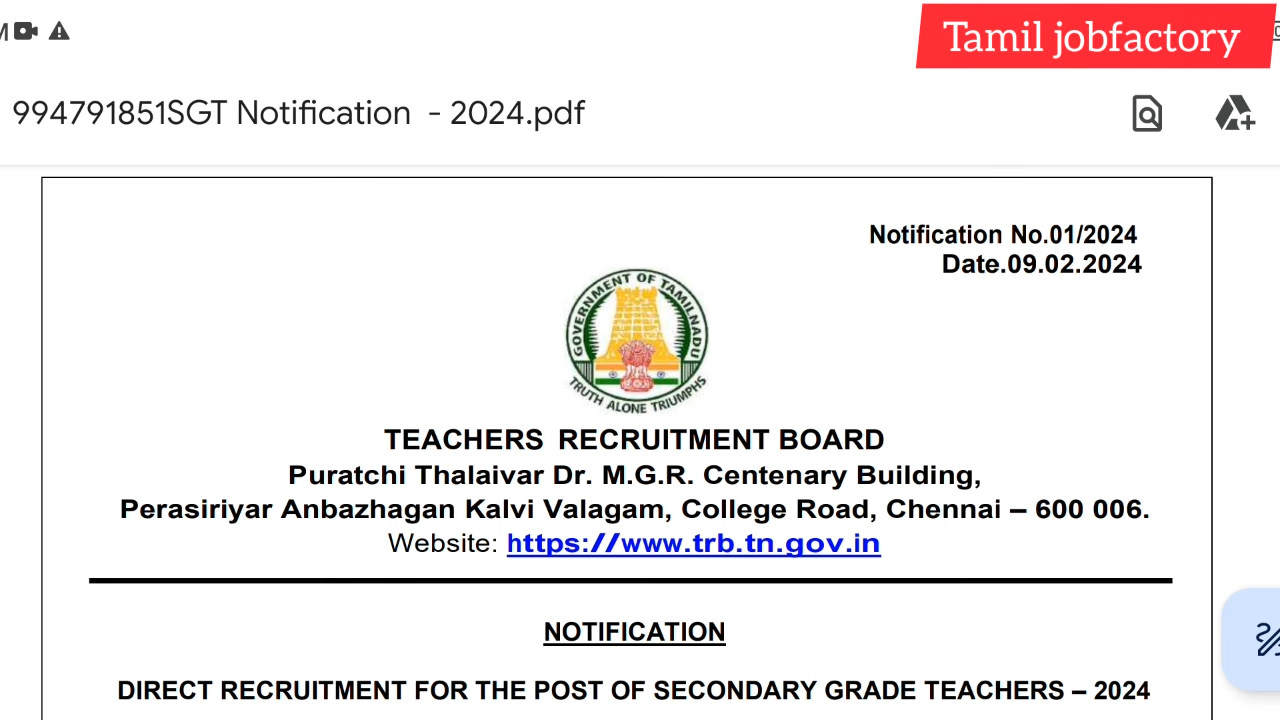 Tamil jobfactory
994791851SGT Notification - 2024.pdf
Notification No.01/2024
Date.09.02.2024
GOVERNMENT OF TAMILNADU
TRUTH ALONE TRIUMPHS
TEACHERS RECRUITMENT BOARD
Puratchi Thalaivar Dr. M.G.R. Centenary Building,
Perasiriyar Anbazhagan Kalvi Valagam, College Road, Chennai – 600 006.
Website: https://www.trb.tn.gov.in
NOTIFICATION
DIRECT RECRUITMENT FOR THE POST OF SECONDARY GRADE TEACHERS – 2024